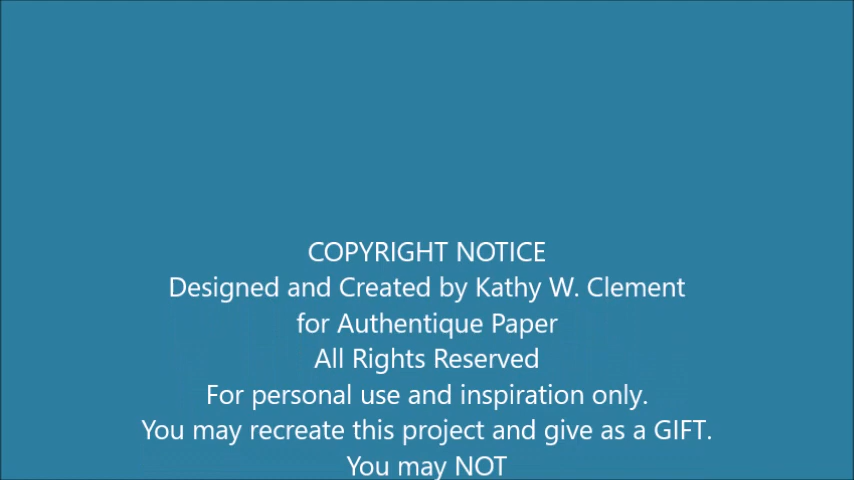 COPYRIGHT NOTICE
Designed and Created by Kathy W. Clement
for Authentique Paper
All Rights Reserved
For personal use and inspiration only.
You may recreate this project and give as a GIFT.
You may NOT